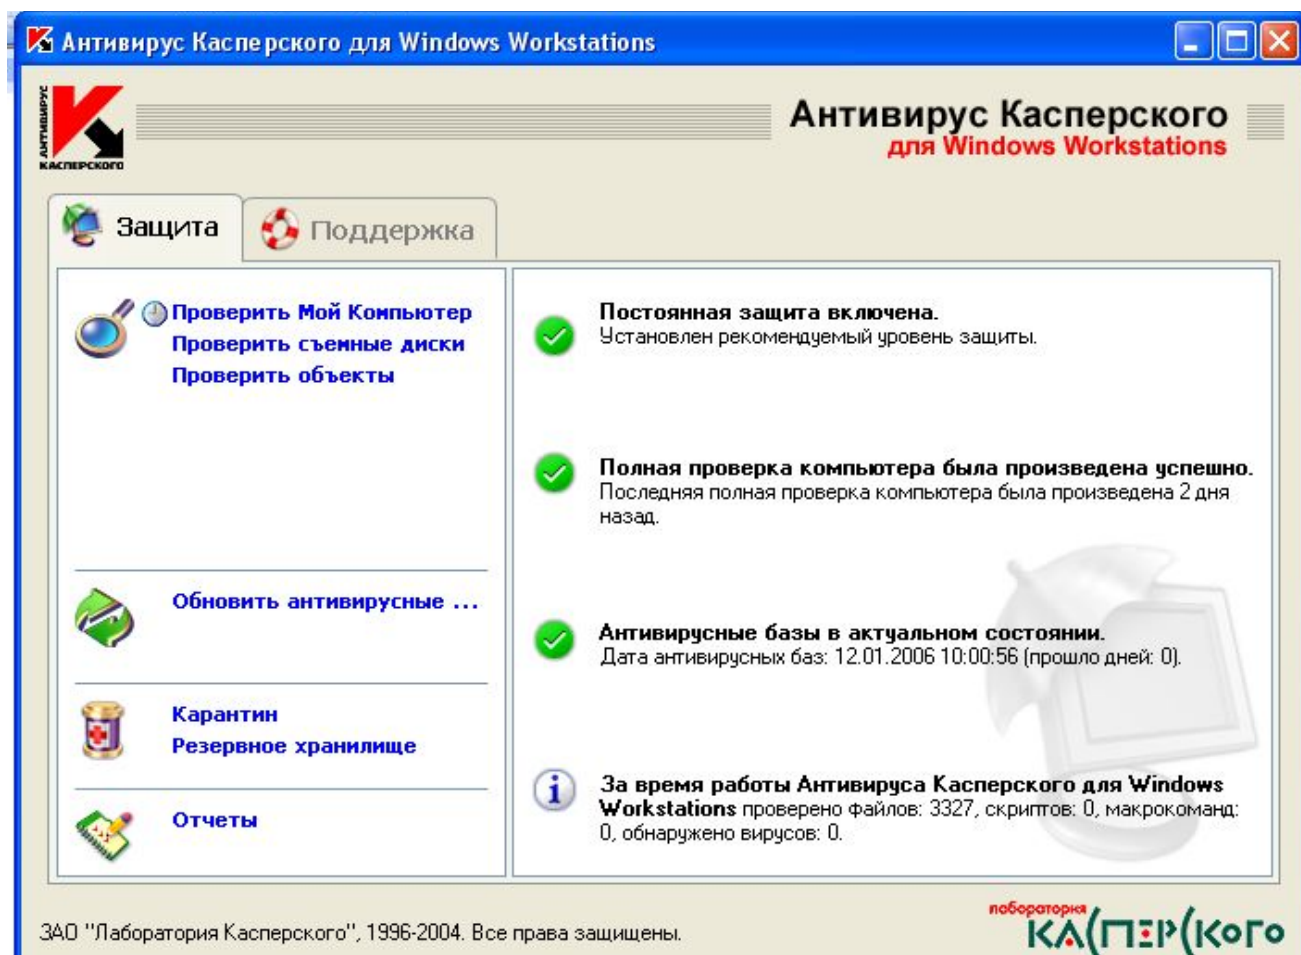 Антивирус Касперского для Windows Workstations
АНТИВИРУС
КАСПЕРСКОГО
Антивирус Касперского
для Windows Workstations
Защита
Поддержка
Проверить Мой Компьютер
Проверить съемные диски
Проверить объекты
Обновить антивирусные ...
Карантин
Резервное хранилище
Отчеты
Постоянная защита включена.
Установлен рекомендуемый уровень защиты.
Полная проверка компьютера была произведена успешно.
Последняя полная проверка компьютера была произведена 2 дня
назад.
Антивирусные базы в актуальном состоянии.
Дата антивирусных баз: 12.01.2006 10:00:56 (прошло дней: 0).
За время работы Антивируса Касперского для Windows
Workstations проверено файлов: 3327, скриптов: 0, макрокоманд:
0, обнаружено вирусов: 0.
ЗАО "Лаборатория Касперского", 1996-2004. Все права защищены.
лаборатория
КАСПЕРСКОГО